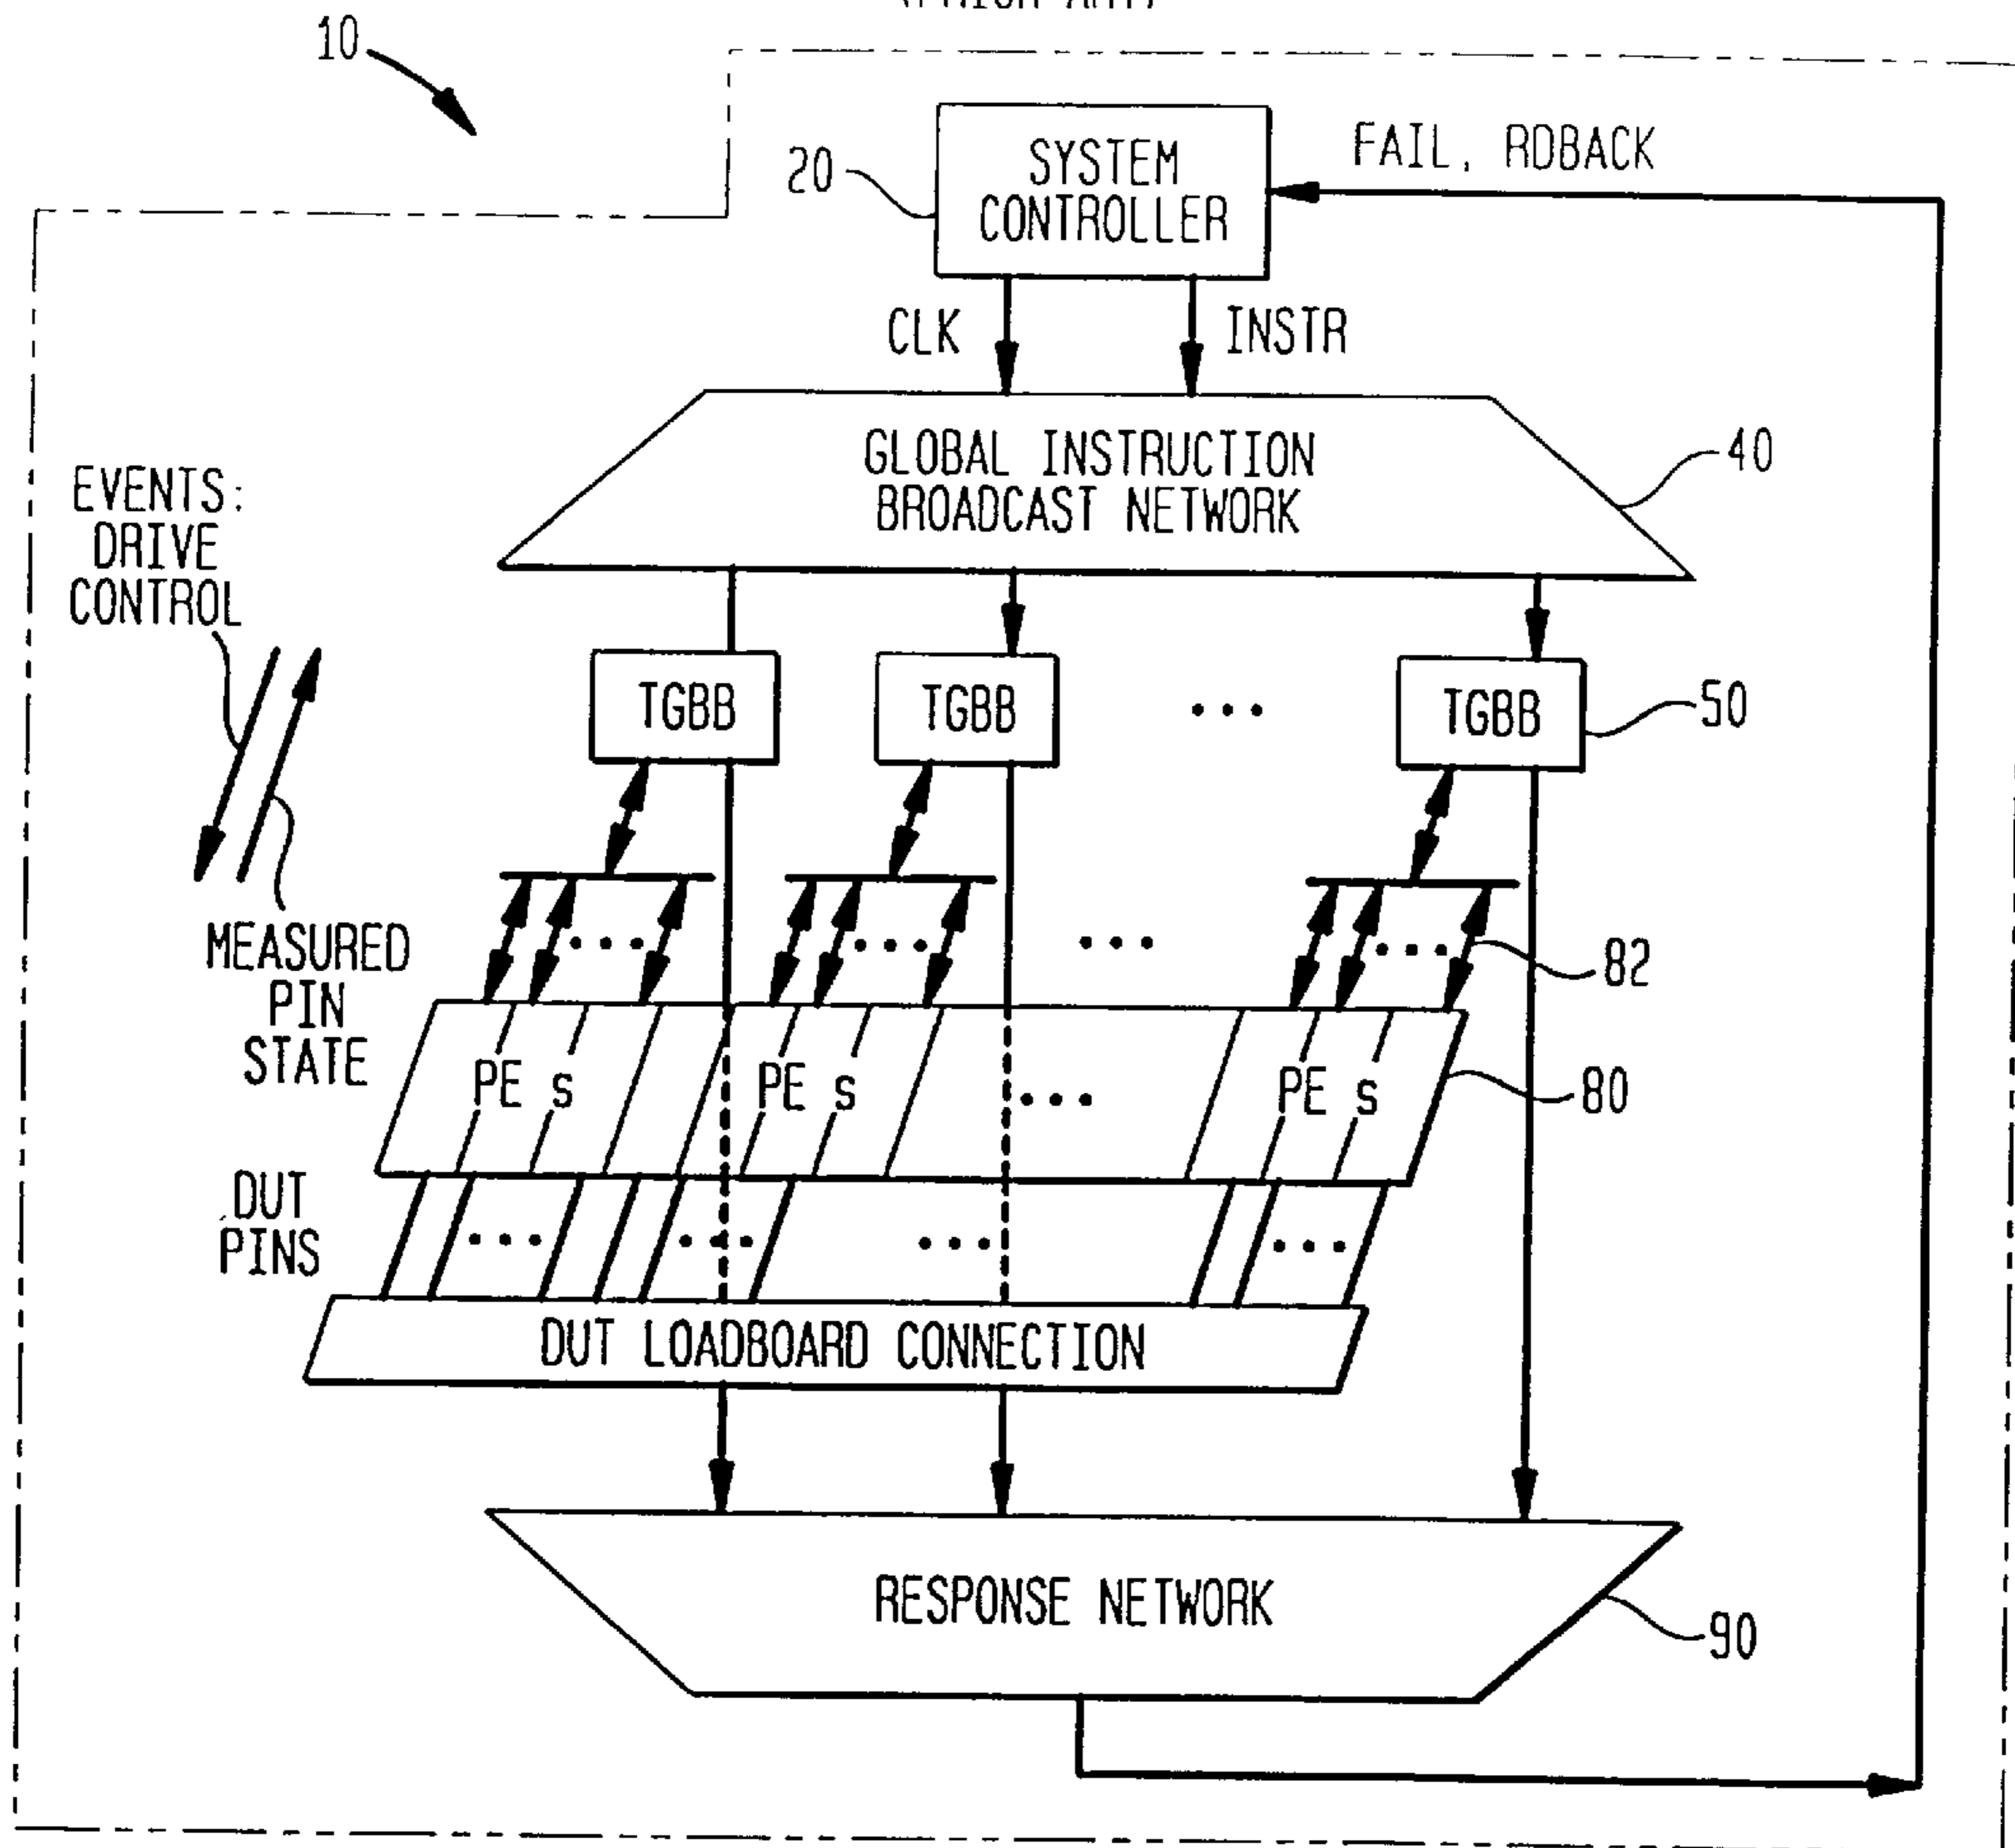 10
20
SYSTEM
CONTROLLER
FAIL, RDBACK
CLK
INSTR
GLOBAL INSTRUCTION
BROADCAST NETWORK
40
EVENTS:
DRIVE
CONTROL
TGBB
TGBB
...
TGBB
50
MEASURED
PIN
STATE
...
...
...
...
82
PE s
PE s
...
PE s
80
DUT
PINS
...
...
...
...
DUT LOADBOARD CONNECTION
RESPONSE NETWORK
90